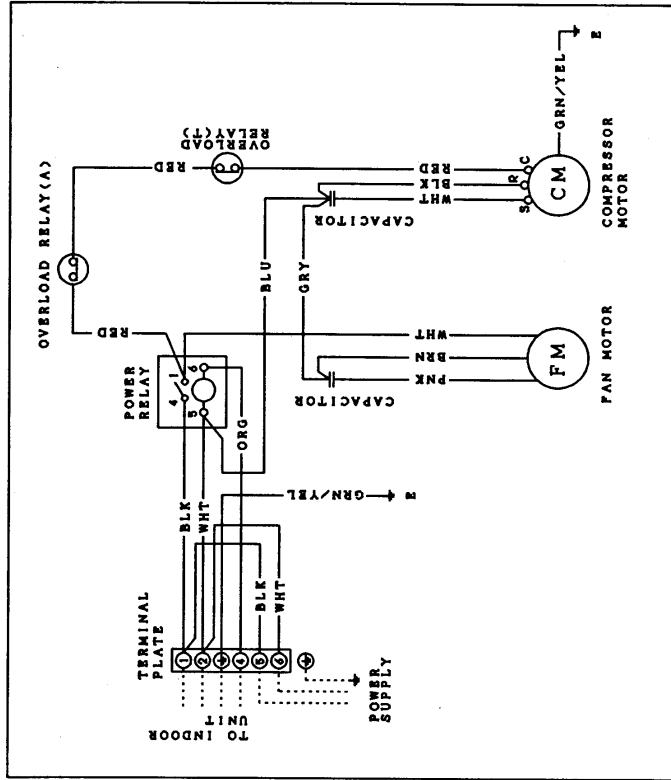 GRN/YEL
E
OVERLOAD
RELAY(T)
RED
RED
BLK
WHT
C
R
S
CM
COMPRESSOR
MOTOR
OVERLOAD RELAY(A)
CAPACITOR
BLU
GRY
RED
WHT
BRN
PNK
FM
FAN MOTOR
CAPACITOR
POWER
RELAY
4
1
5
6
ORG
BLK
WHT
GRN/YEL
E
BLK
WHT
TERMINAL
PLATE
1
2
4
5
6
TO INDOOR
UNIT
POWER
SUPPLY